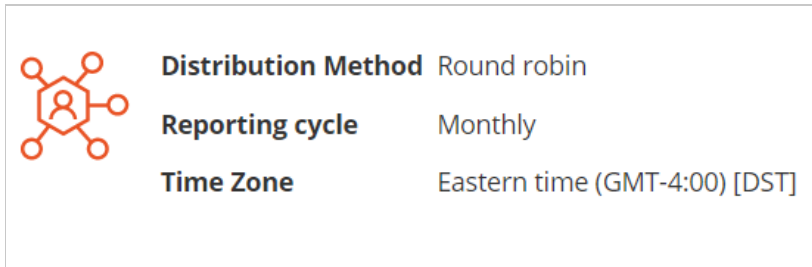 Distribution Method Round robin
Reporting cycle Monthly
Time Zone Eastern time (GMT-4:00) [DST]